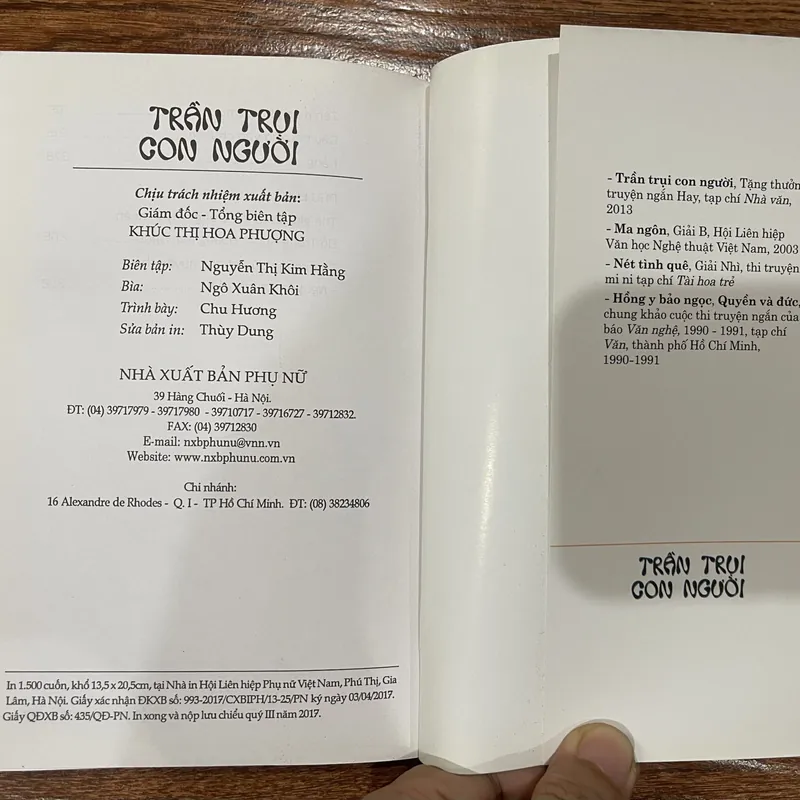 TRẦN TRỤI
CON NGƯỜI
Chịu trách nhiệm xuất bản:
Giám đốc - Tổng biên tập
KHÚC THỊ HOA PHƯỢNG
Biên tập: Nguyễn Thị Kim Hằng
Bìa: Ngô Xuân Khôi
Trình bày: Chu Hương
Sửa bản in: Thùy Dung
NHÀ XUẤT BẢN PHỤ NỮ
39 Hàng Chuối - Hà Nội.
ĐT: (04) 39717979 - 39717980 - 39710717 - 39716727 - 39712832.
FAX: (04) 39712830
E-mail: nxbphunu@vnn.vn
Website: www.nxbphunu.com.vn
Chi nhánh:
16 Alexandre de Rhodes - Q. I - TP Hồ Chí Minh. ĐT: (08) 38234806
In 1.500 cuốn, khổ 13,5 x 20,5cm, tại Nhà in Hội Liên hiệp Phụ nữ Việt Nam, Phú Thị, Gia
Lâm, Hà Nội. Giấy xác nhận ĐKXB số: 993-2017/CXBIPH/13-25/PN ký ngày 03/04/2017.
Giấy QĐXB số: 435/QĐ-PN. In xong và nộp lưu chiểu quý III năm 2017.
- Trần trụi con người, Tặng thưởn
truyện ngắn Hay, tạp chí Nhà văn,
2013
- Ma ngôn, Giải B, Hội Liên hiệp
Văn học Nghệ thuật Việt Nam, 2003
- Nét tình quê, Giải Nhì, thi truyện
mi ni tạp chí Tài hoa trẻ
- Hồng y bảo ngọc, Quyến và đức,
chung khảo cuộc thi truyện ngắn của
báo Văn nghệ, 1990 - 1991, tạp chí
Văn, thành phố Hồ Chí Minh,
1990-1991
TRẦN TRỤI
CON NGƯỜI